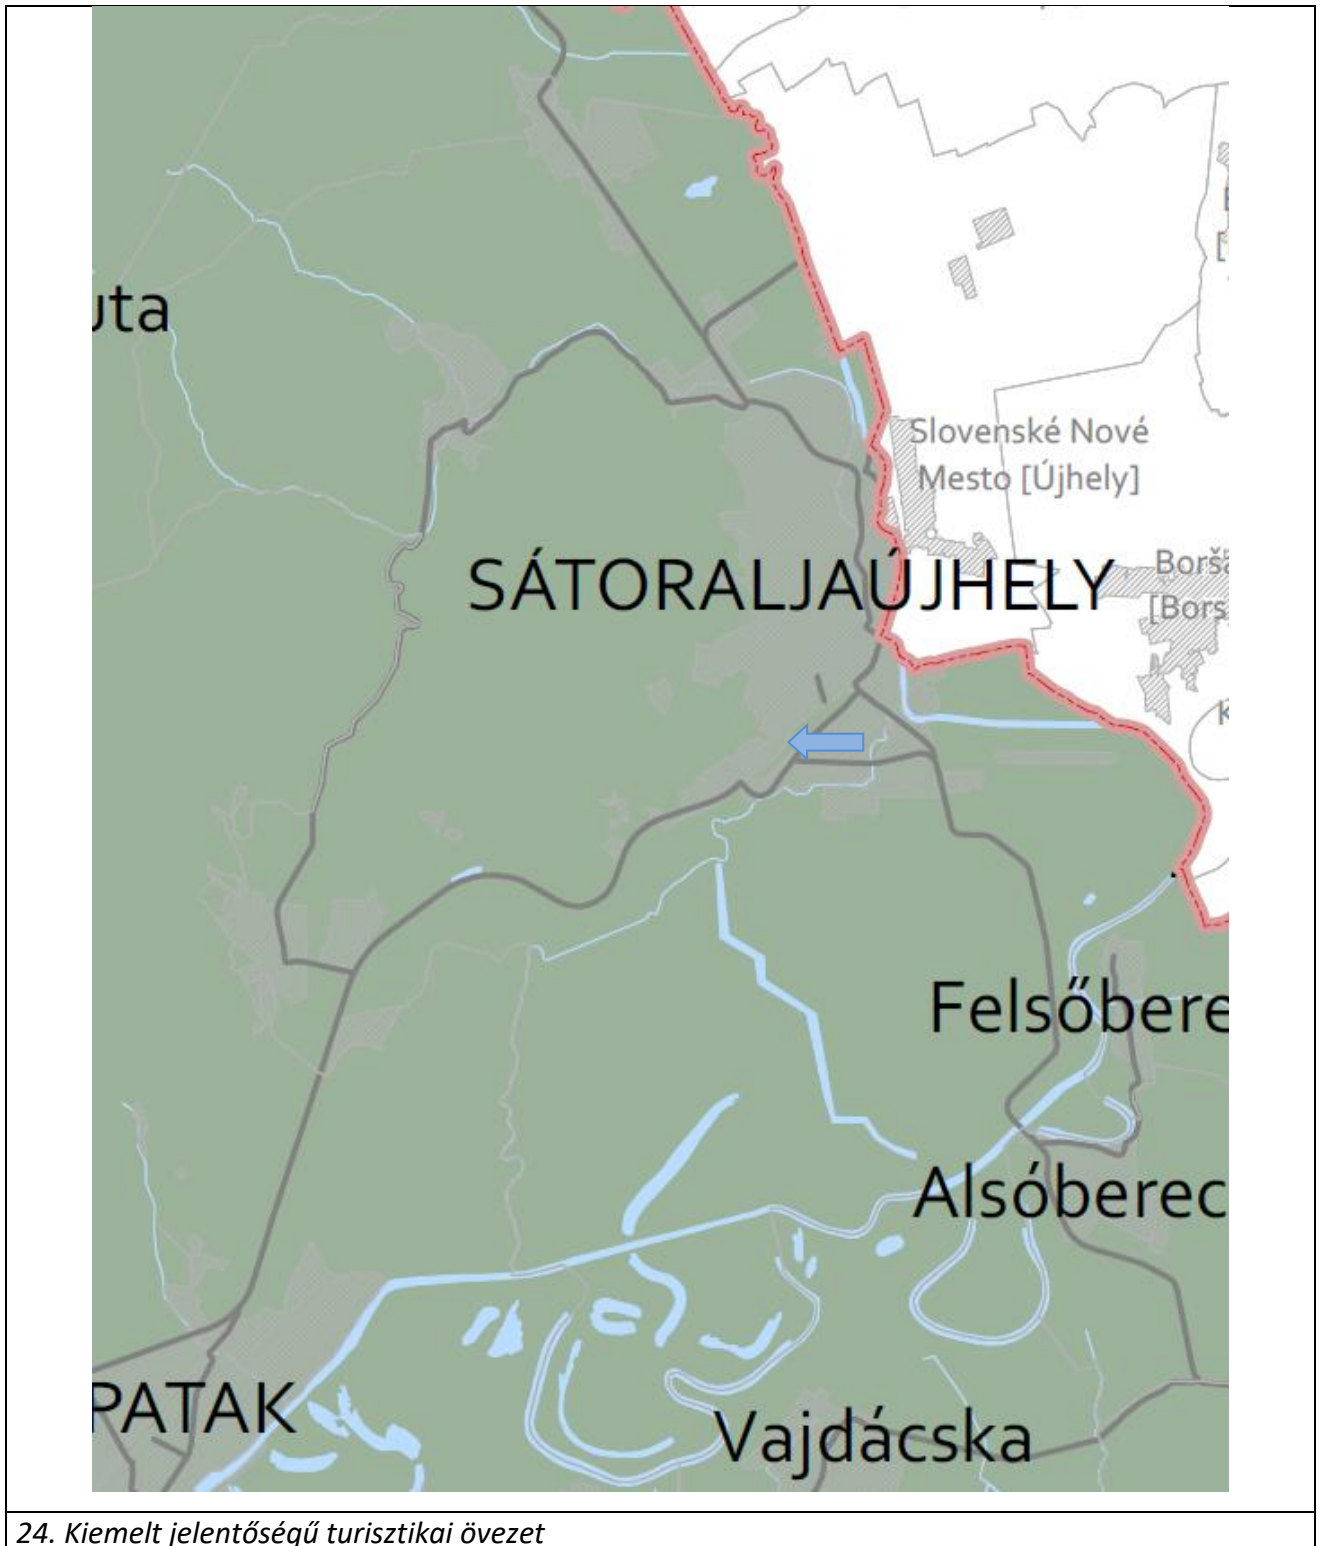 uta
Slovenské Nové
Mesto [Újhely]
SÁTORALJAÚJHELY
Borša
[Bors
K
Felsőbere
Alsóberec
PATAK
Vajdácska
24. Kiemelt jelentőségű turisztikai övezet